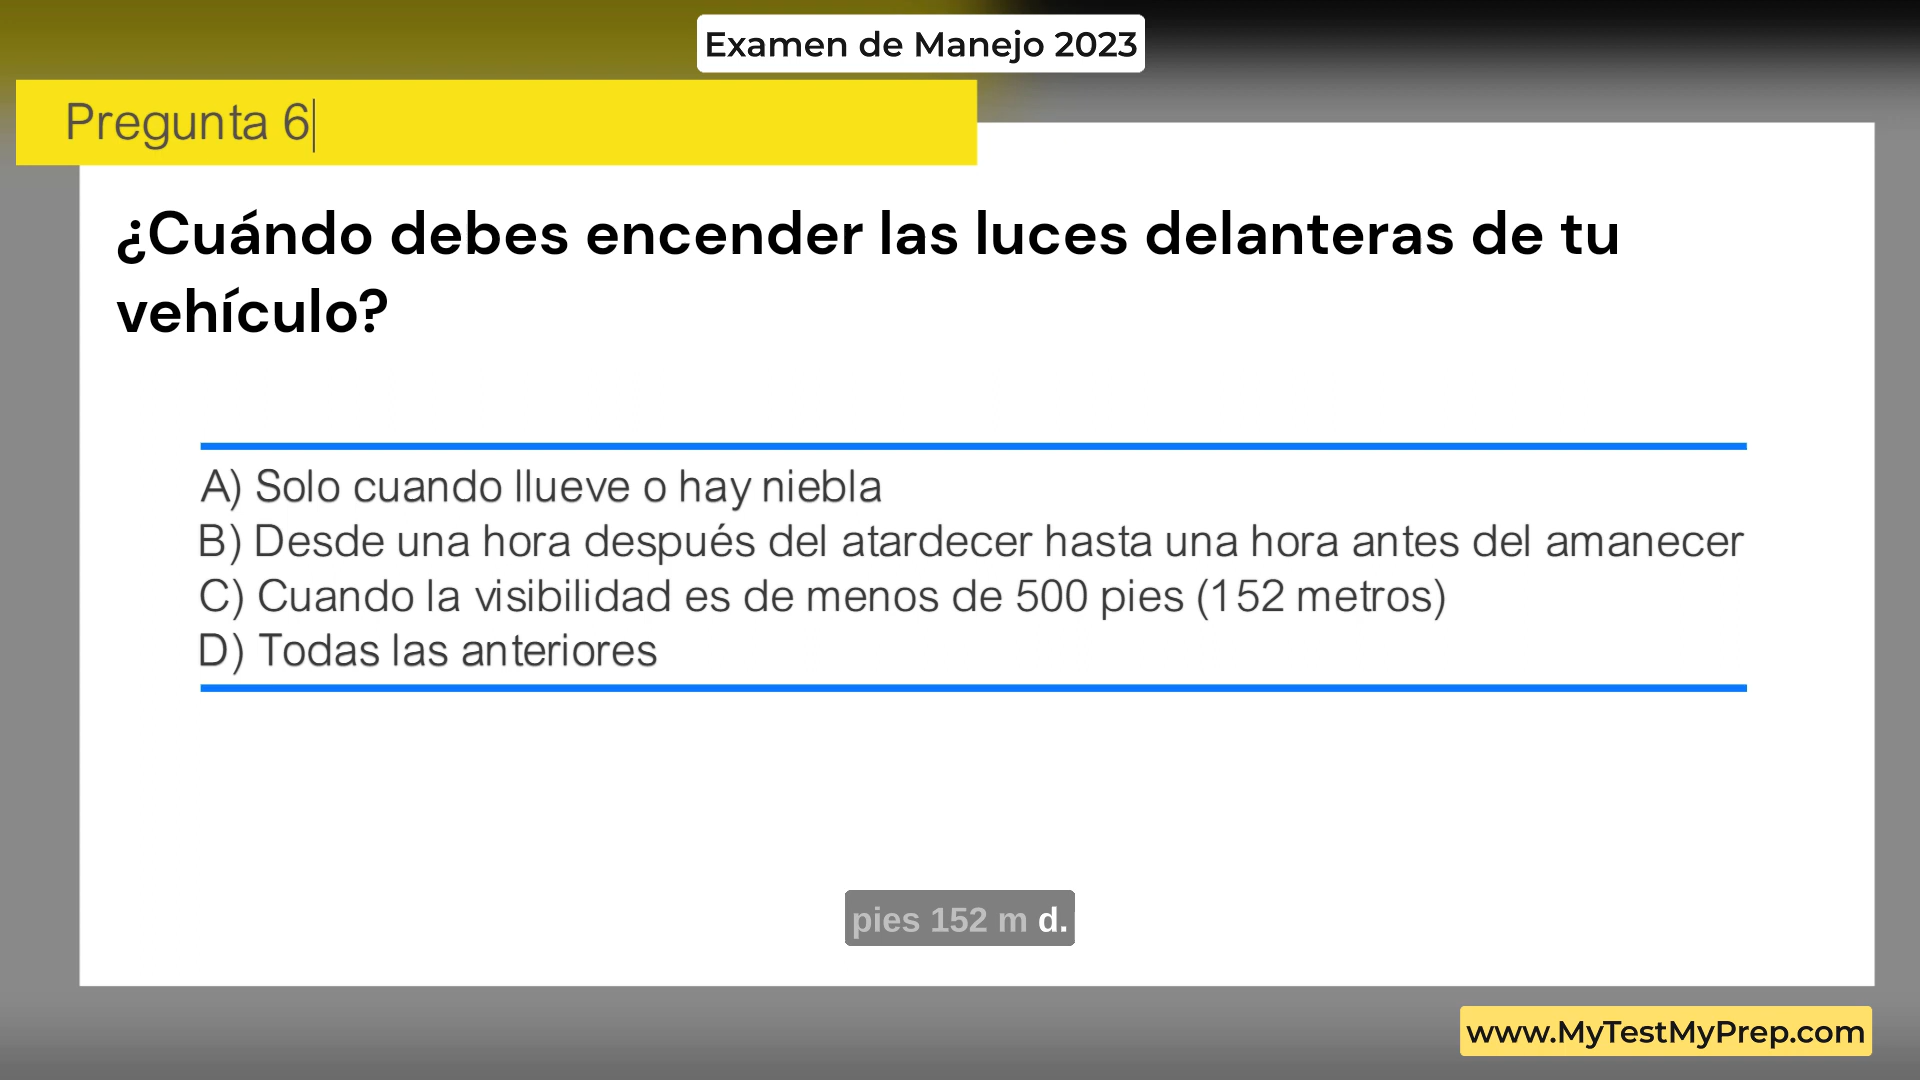 Examen de Manejo 2023
Pregunta 6
¿Cuándo debes encender las luces delanteras de tu
vehículo?
A) Solo cuando llueve o hay niebla
B) Desde una hora después del atardecer hasta una hora antes del amanecer
C) Cuando la visibilidad es de menos de 500 pies (152 metros)
D) Todas las anteriores
pies 152 m d.
www.MyTestMyPrep.com